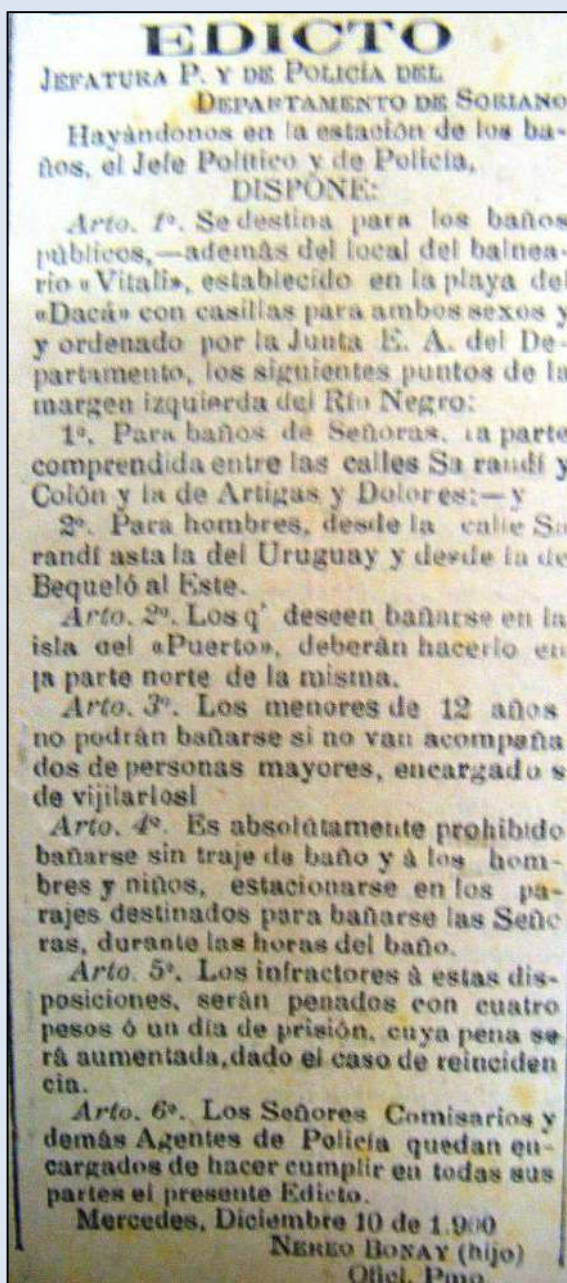 EDICTO
JEFATURA P. Y DE POLICÍA DEL
DEPARTAMENTO DE SORIANO
Hayàndonos en la estación de los ba-
ños, el Jefe Político y de Policía,
DISPONE:
Arto. 1º. Se destina para los baños
públicos,—además del local del balnea-
rio «Vitali», establecido en la playa del
«Dacá» con casillas para ambos sexos y
y ordenado por la Junta E. A. del De-
partamento, los siguientes puntos de la
margen izquierda del Río Negro:
1º. Para baños de Señoras, la parte
comprendida entre las calles Sa randí y
Colón y la de Artigas y Dolores:—y
2º. Para hombres, desde la calle Sa
randí asta la del Uruguay y desde la de
Bequeló al Este.
Arto. 2º. Los q' deseen bañarse en la
isla del «Puerto», deberán hacerlo en
la parte norte de la misma.
Arto. 3º. Los menores de 12 años
no podrán bañarse si no van acompaña
dos de personas mayores, encargado s
de vijilarlosl
Arto. 4º. Es absolútamente prohibido
bañarse sin traje de baño y á los hom-
bres y niños, estacionarse en los pa-
rajes destinados para bañarse las Seño
ras, durante las horas del baño.
Arto. 5º. Los infractores à estas dis-
posiciones, serán penados con cuatro
pesos ó un día de prisión, cuya pena se
rá aumentada,dado el caso de reinciden
cia.
Arto. 6º. Los Señores Comisarios y
demás Agentes de Policía quedan en-
cargados de hacer cumplir en todas sus
partes el presente Edicto.
Mercedes, Diciembre 10 de 1.900
NEREO BONAY (hijo)
Ofici. Pmo.